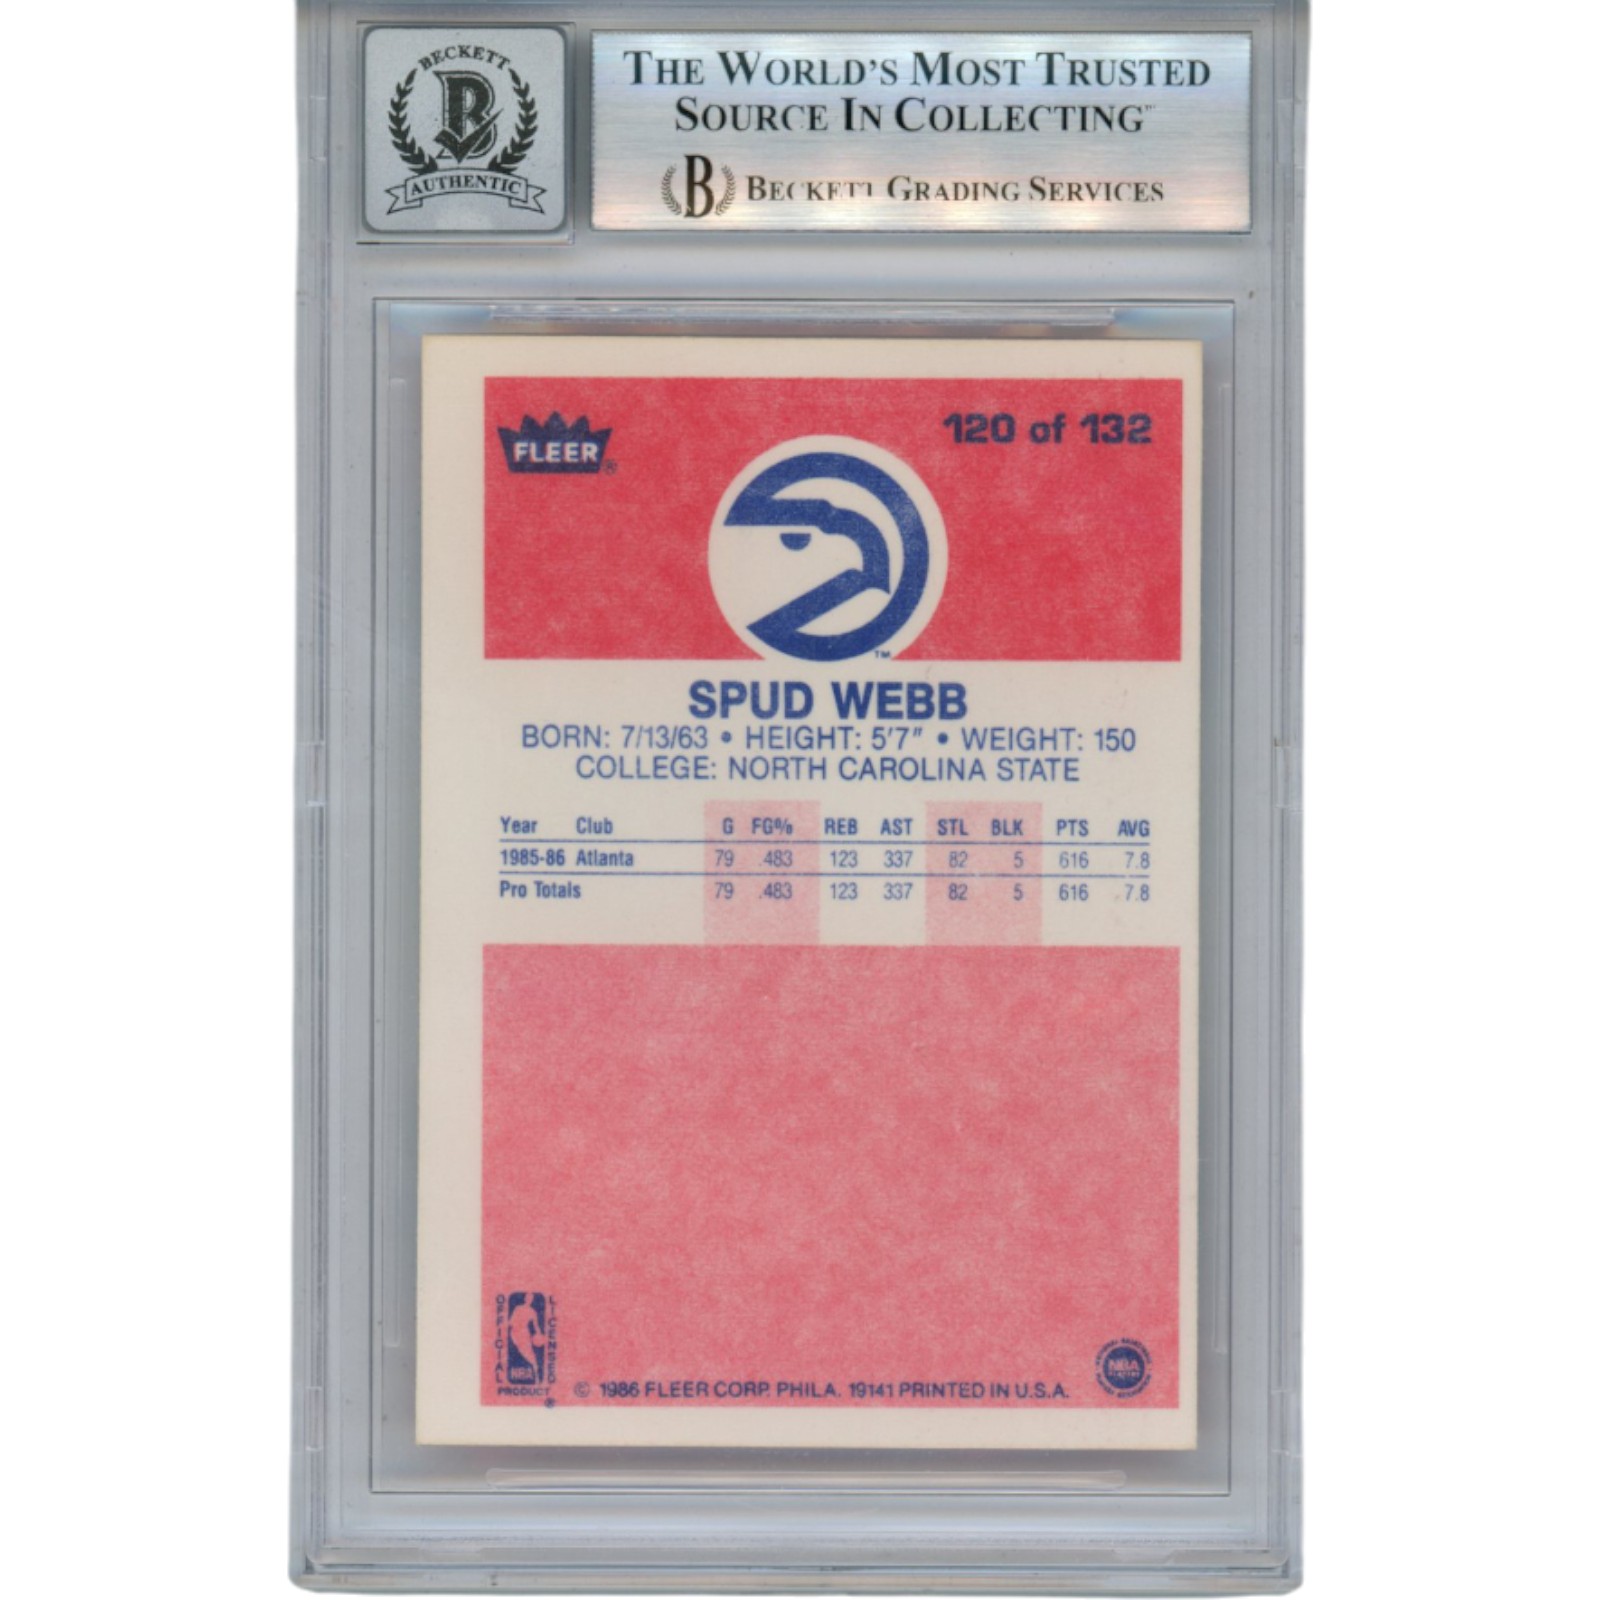 BECKETT
B
AUTHENTIC
THE WORLD'S MOST TRUSTED
SOURCE IN COLLECTING™
B BECKETT GRADING SERVICES
FLEER®
120 of 132
TM
SPUD WEBB
BORN: 7/13/63 • HEIGHT: 5'7" • WEIGHT: 150
COLLEGE: NORTH CAROLINA STATE
Year Club G FG% REB AST STL BLK PTS AVG
1985-86 Atlanta 79 .483 123 337 82 5 616 7.8
Pro Totals 79 .483 123 337 82 5 616 7.8
OFFICIAL LICENSED
NBA
PRODUCT ®
© 1986 FLEER CORP. PHILA. 19141 PRINTED IN U.S.A.
NBA